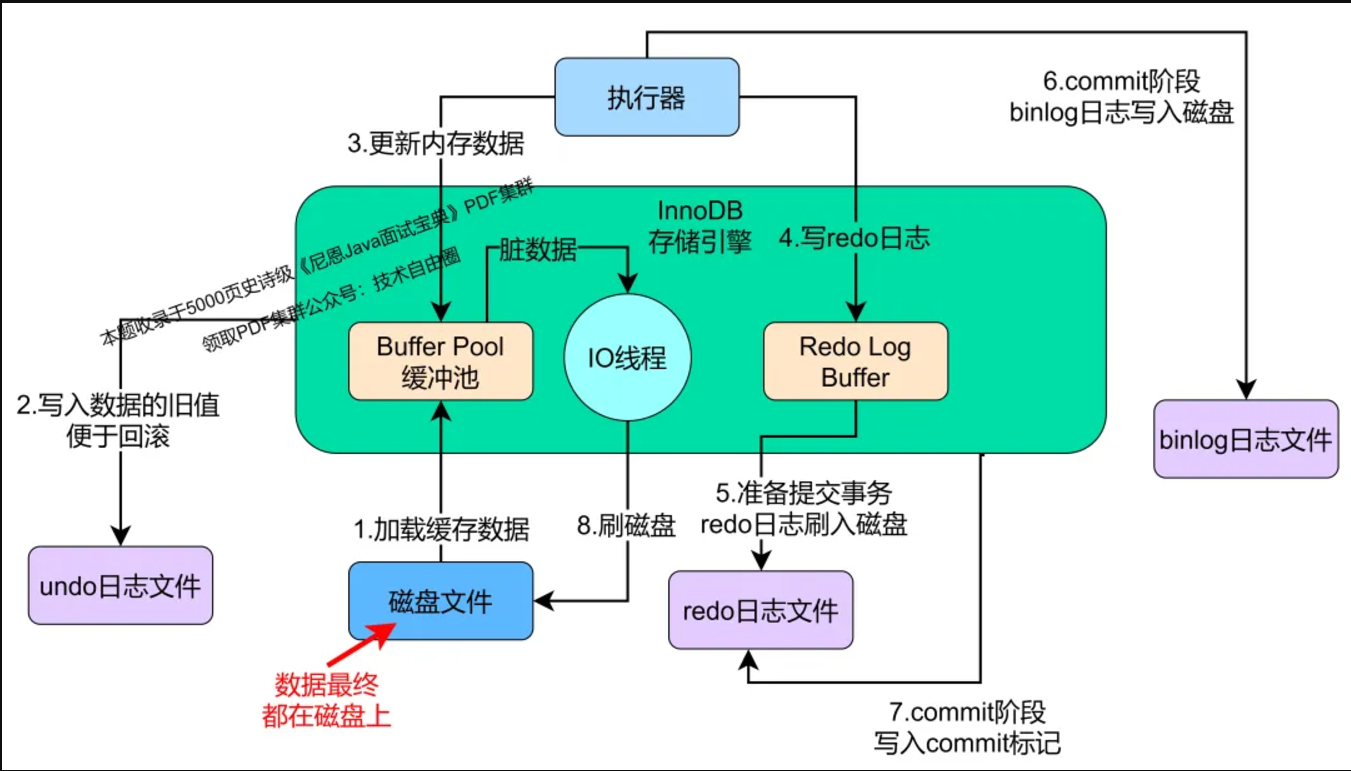 执行器
6.commit阶段
binlog日志写入磁盘
3.更新内存数据
InnoDB
存储引擎
4.写redo日志
脏数据
本题收录于5000页史诗级《尼恩Java面试宝典》PDF集群
领取PDF集群公众号：技术自由圈
Buffer Pool
缓冲池
IO线程
Redo Log
Buffer
2.写入数据的旧值
便于回滚
binlog日志文件
1.加载缓存数据
8.刷磁盘
5.准备提交事务
redo日志刷入磁盘
undo日志文件
磁盘文件
redo日志文件
数据最终
都在磁盘上
7.commit阶段
写入commit标记